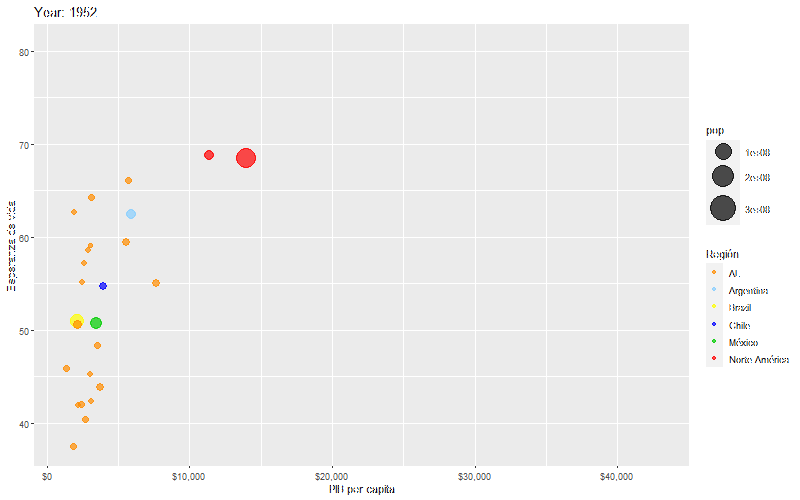 Year: 1952
80
70
60
50
40
Esperanza de vida
$0
$10,000
$20,000
$30,000
$40,000
PIB per capita
pop
1e+08
2e+08
3e+08
Región
AL
Argentina
Brazil
Chile
México
Norte América